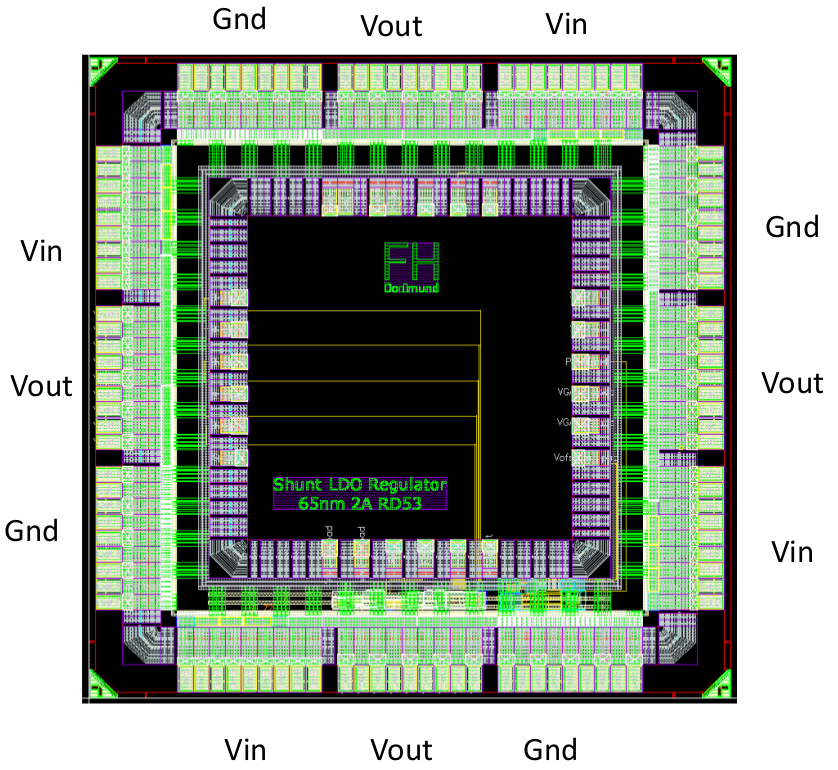 Gnd Vout Vin
Vin
Gnd
FH
Dortmund
Vout
Vout
Shunt LDO Regulator
65nm 2A RD53
Gnd
Vin
Vin Vout Gnd